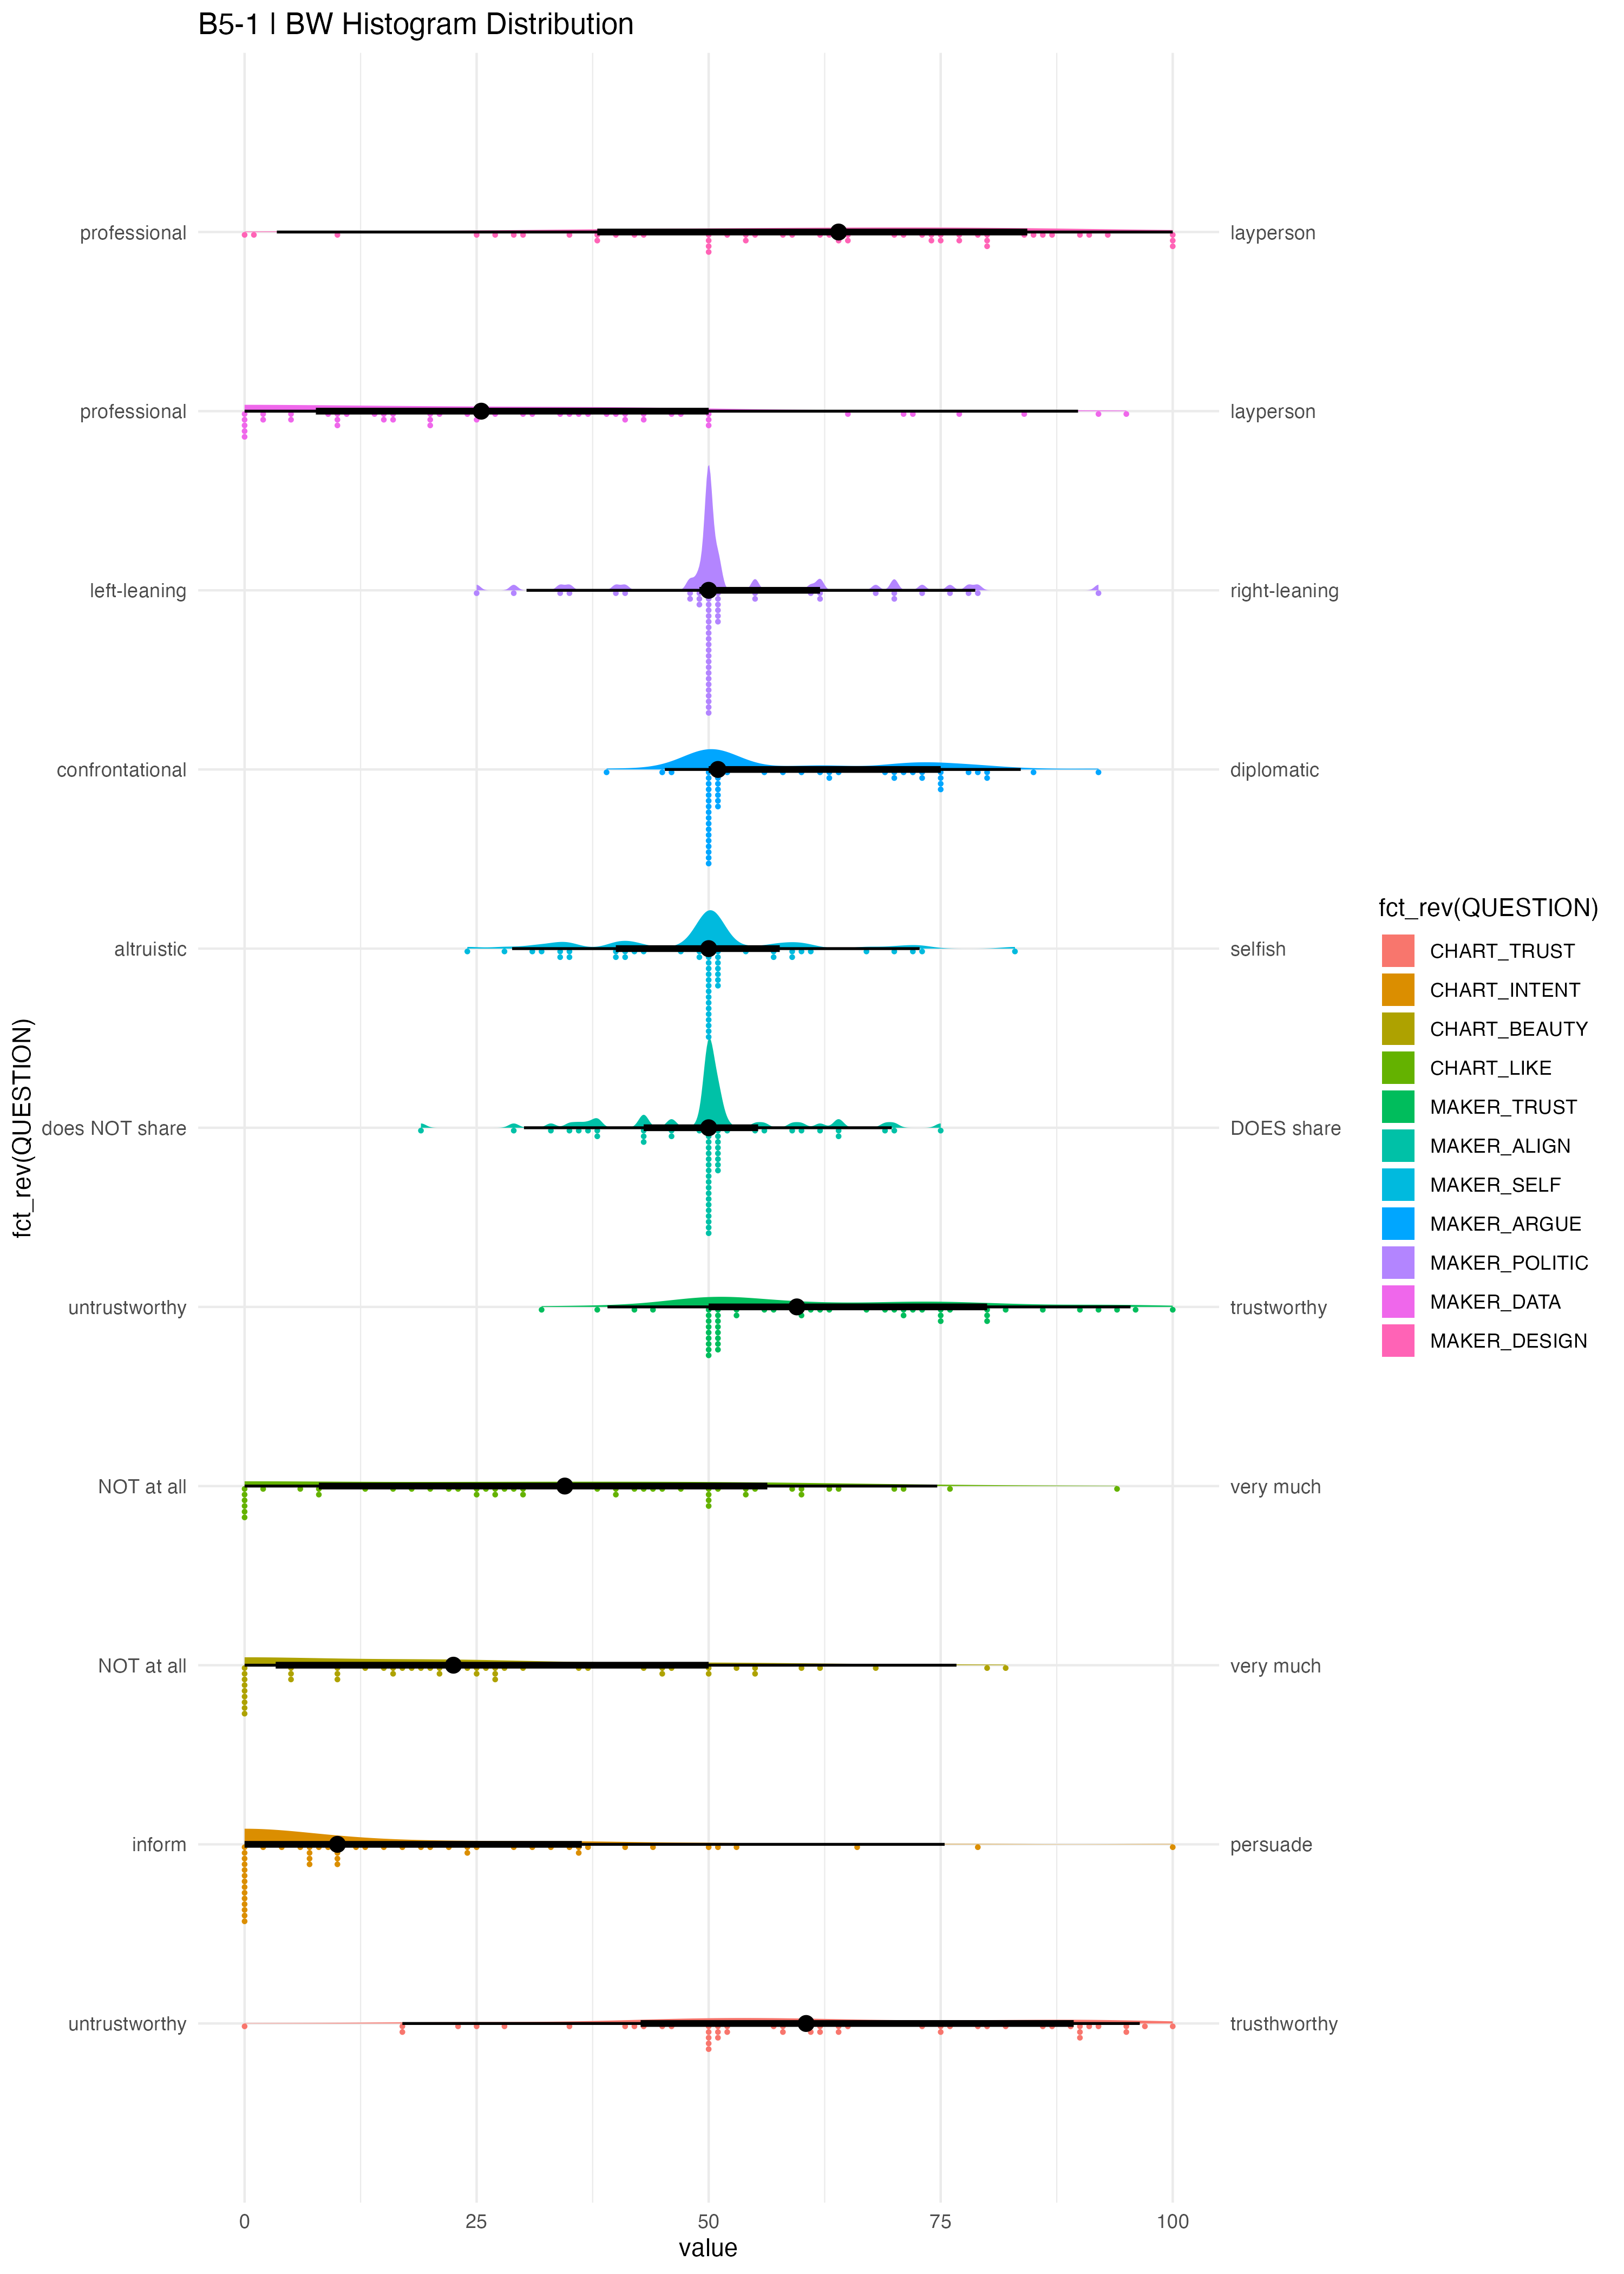 B5-1 | BW Histogram Distribution
professional layperson
professional layperson
left-leaning right-leaning
confrontational diplomatic
altruistic selfish
does NOT share DOES share
untrustworthy trustworthy
NOT at all very much
NOT at all very much
inform persuade
untrustworthy trusthworthy
0 25 50 75 100
value
fct_rev(QUESTION)
fct_rev(QUESTION)
CHART_TRUST
CHART_INTENT
CHART_BEAUTY
CHART_LIKE
MAKER_TRUST
MAKER_ALIGN
MAKER_SELF
MAKER_ARGUE
MAKER_POLITIC
MAKER_DATA
MAKER_DESIGN